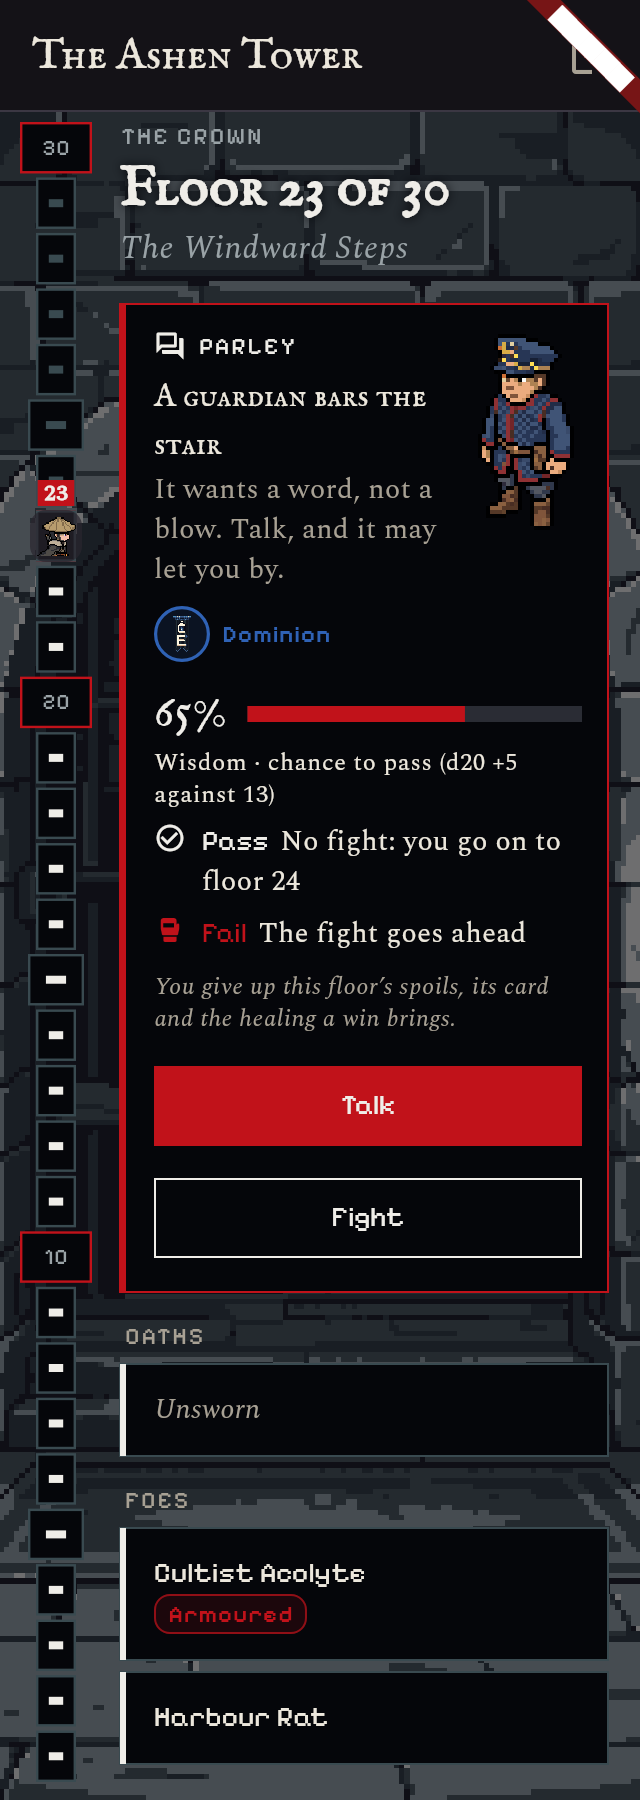 The Ashen Tower
30
THE CROWN
Floor 23 of 30
The Windward Steps
PARLEY
A guardian bars the
stair
It wants a word, not a
blow. Talk, and it may
let you by.
23
Dominion
20
65%
Wisdom · chance to pass (d20 +5
against 13)
Pass No fight: you go on to
floor 24
Fail The fight goes ahead
You give up this floor’s spoils, its card
and the healing a win brings.
Talk
Fight
10
OATHS
Unsworn
FOES
Cultist Acolyte
Armoured
Harbour Rat